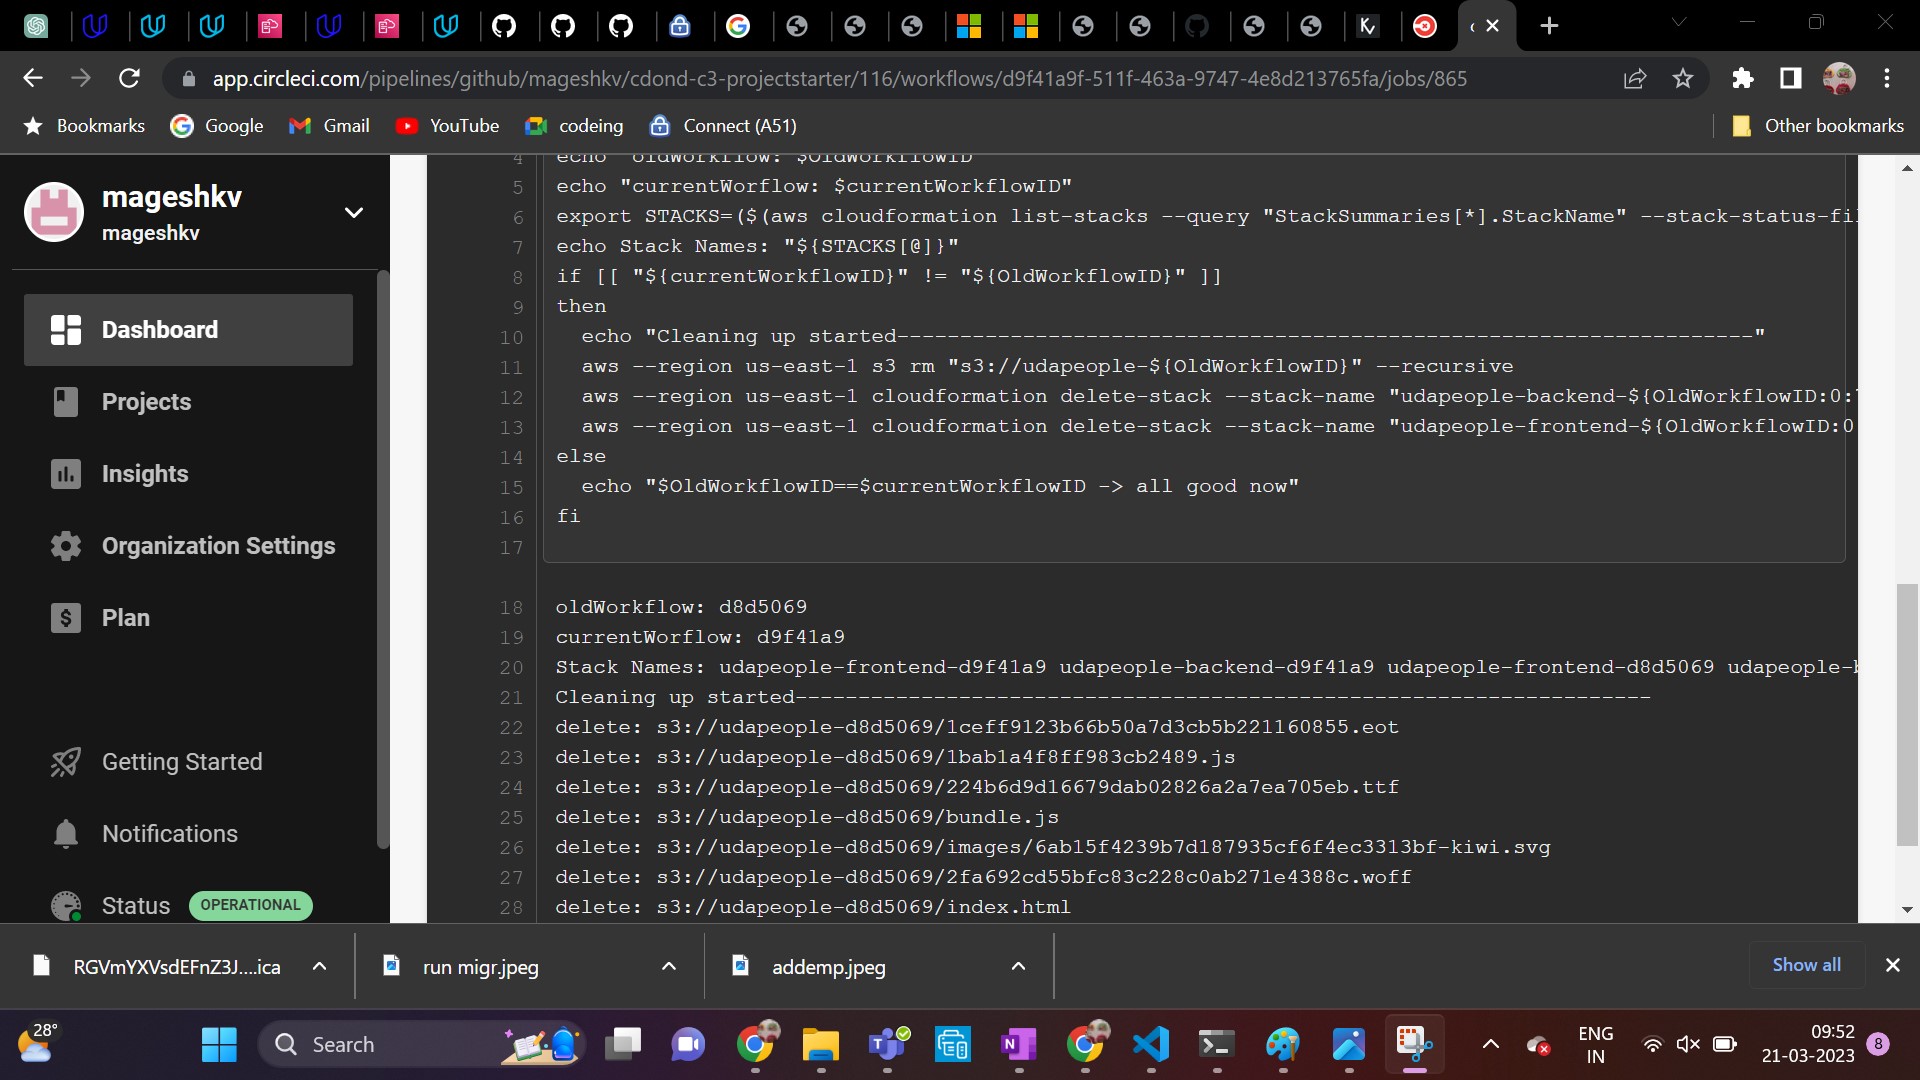 app.circleci.com/pipelines/github/mageshkv/cdond-c3-projectstarter/116/workflows/d9f41a9f-511f-463a-9747-4e8d213765fa/jobs/865
Bookmarks Google Gmail YouTube codeing Connect (A51) Other bookmarks
mageshkv
mageshkv
Dashboard
Projects
Insights
Organization Settings
Plan
Getting Started
Notifications
Status OPERATIONAL
4 echo "oldWorkflow: $OldWorkflowID"
5 echo "currentWorflow: $currentWorkflowID"
6 export STACKS=($(aws cloudformation list-stacks --query "StackSummaries[*].StackName" --stack-status-fil
7 echo Stack Names: "${STACKS[@]}"
8 if [[ "${currentWorkflowID}" != "${OldWorkflowID}" ]]
9 then
10 echo "Cleaning up started--------------------------------------------------------------------"
11 aws --region us-east-1 s3 rm "s3://udapeople-${OldWorkflowID}" --recursive
12 aws --region us-east-1 cloudformation delete-stack --stack-name "udapeople-backend-${OldWorkflowID:0:
13 aws --region us-east-1 cloudformation delete-stack --stack-name "udapeople-frontend-${OldWorkflowID:0
14 else
15 echo "$OldWorkflowID==$currentWorkflowID -> all good now"
16 fi
17
18 oldWorkflow: d8d5069
19 currentWorflow: d9f41a9
20 Stack Names: udapeople-frontend-d9f41a9 udapeople-backend-d9f41a9 udapeople-frontend-d8d5069 udapeople-b
21 Cleaning up started--------------------------------------------------------------------
22 delete: s3://udapeople-d8d5069/1ceff9123b66b50a7d3cb5b221160855.eot
23 delete: s3://udapeople-d8d5069/1bab1a4f8ff983cb2489.js
24 delete: s3://udapeople-d8d5069/224b6d9d16679dab02826a2a7ea705eb.ttf
25 delete: s3://udapeople-d8d5069/bundle.js
26 delete: s3://udapeople-d8d5069/images/6ab15f4239b7d187935cf6f4ec3313bf-kiwi.svg
27 delete: s3://udapeople-d8d5069/2fa692cd55bfc83c228c0ab271e4388c.woff
28 delete: s3://udapeople-d8d5069/index.html
RGVmYXVsdEFnZ3J....ica run migr.jpeg addemp.jpeg Show all
28° Search ENG IN 09:52 21-03-2023 8